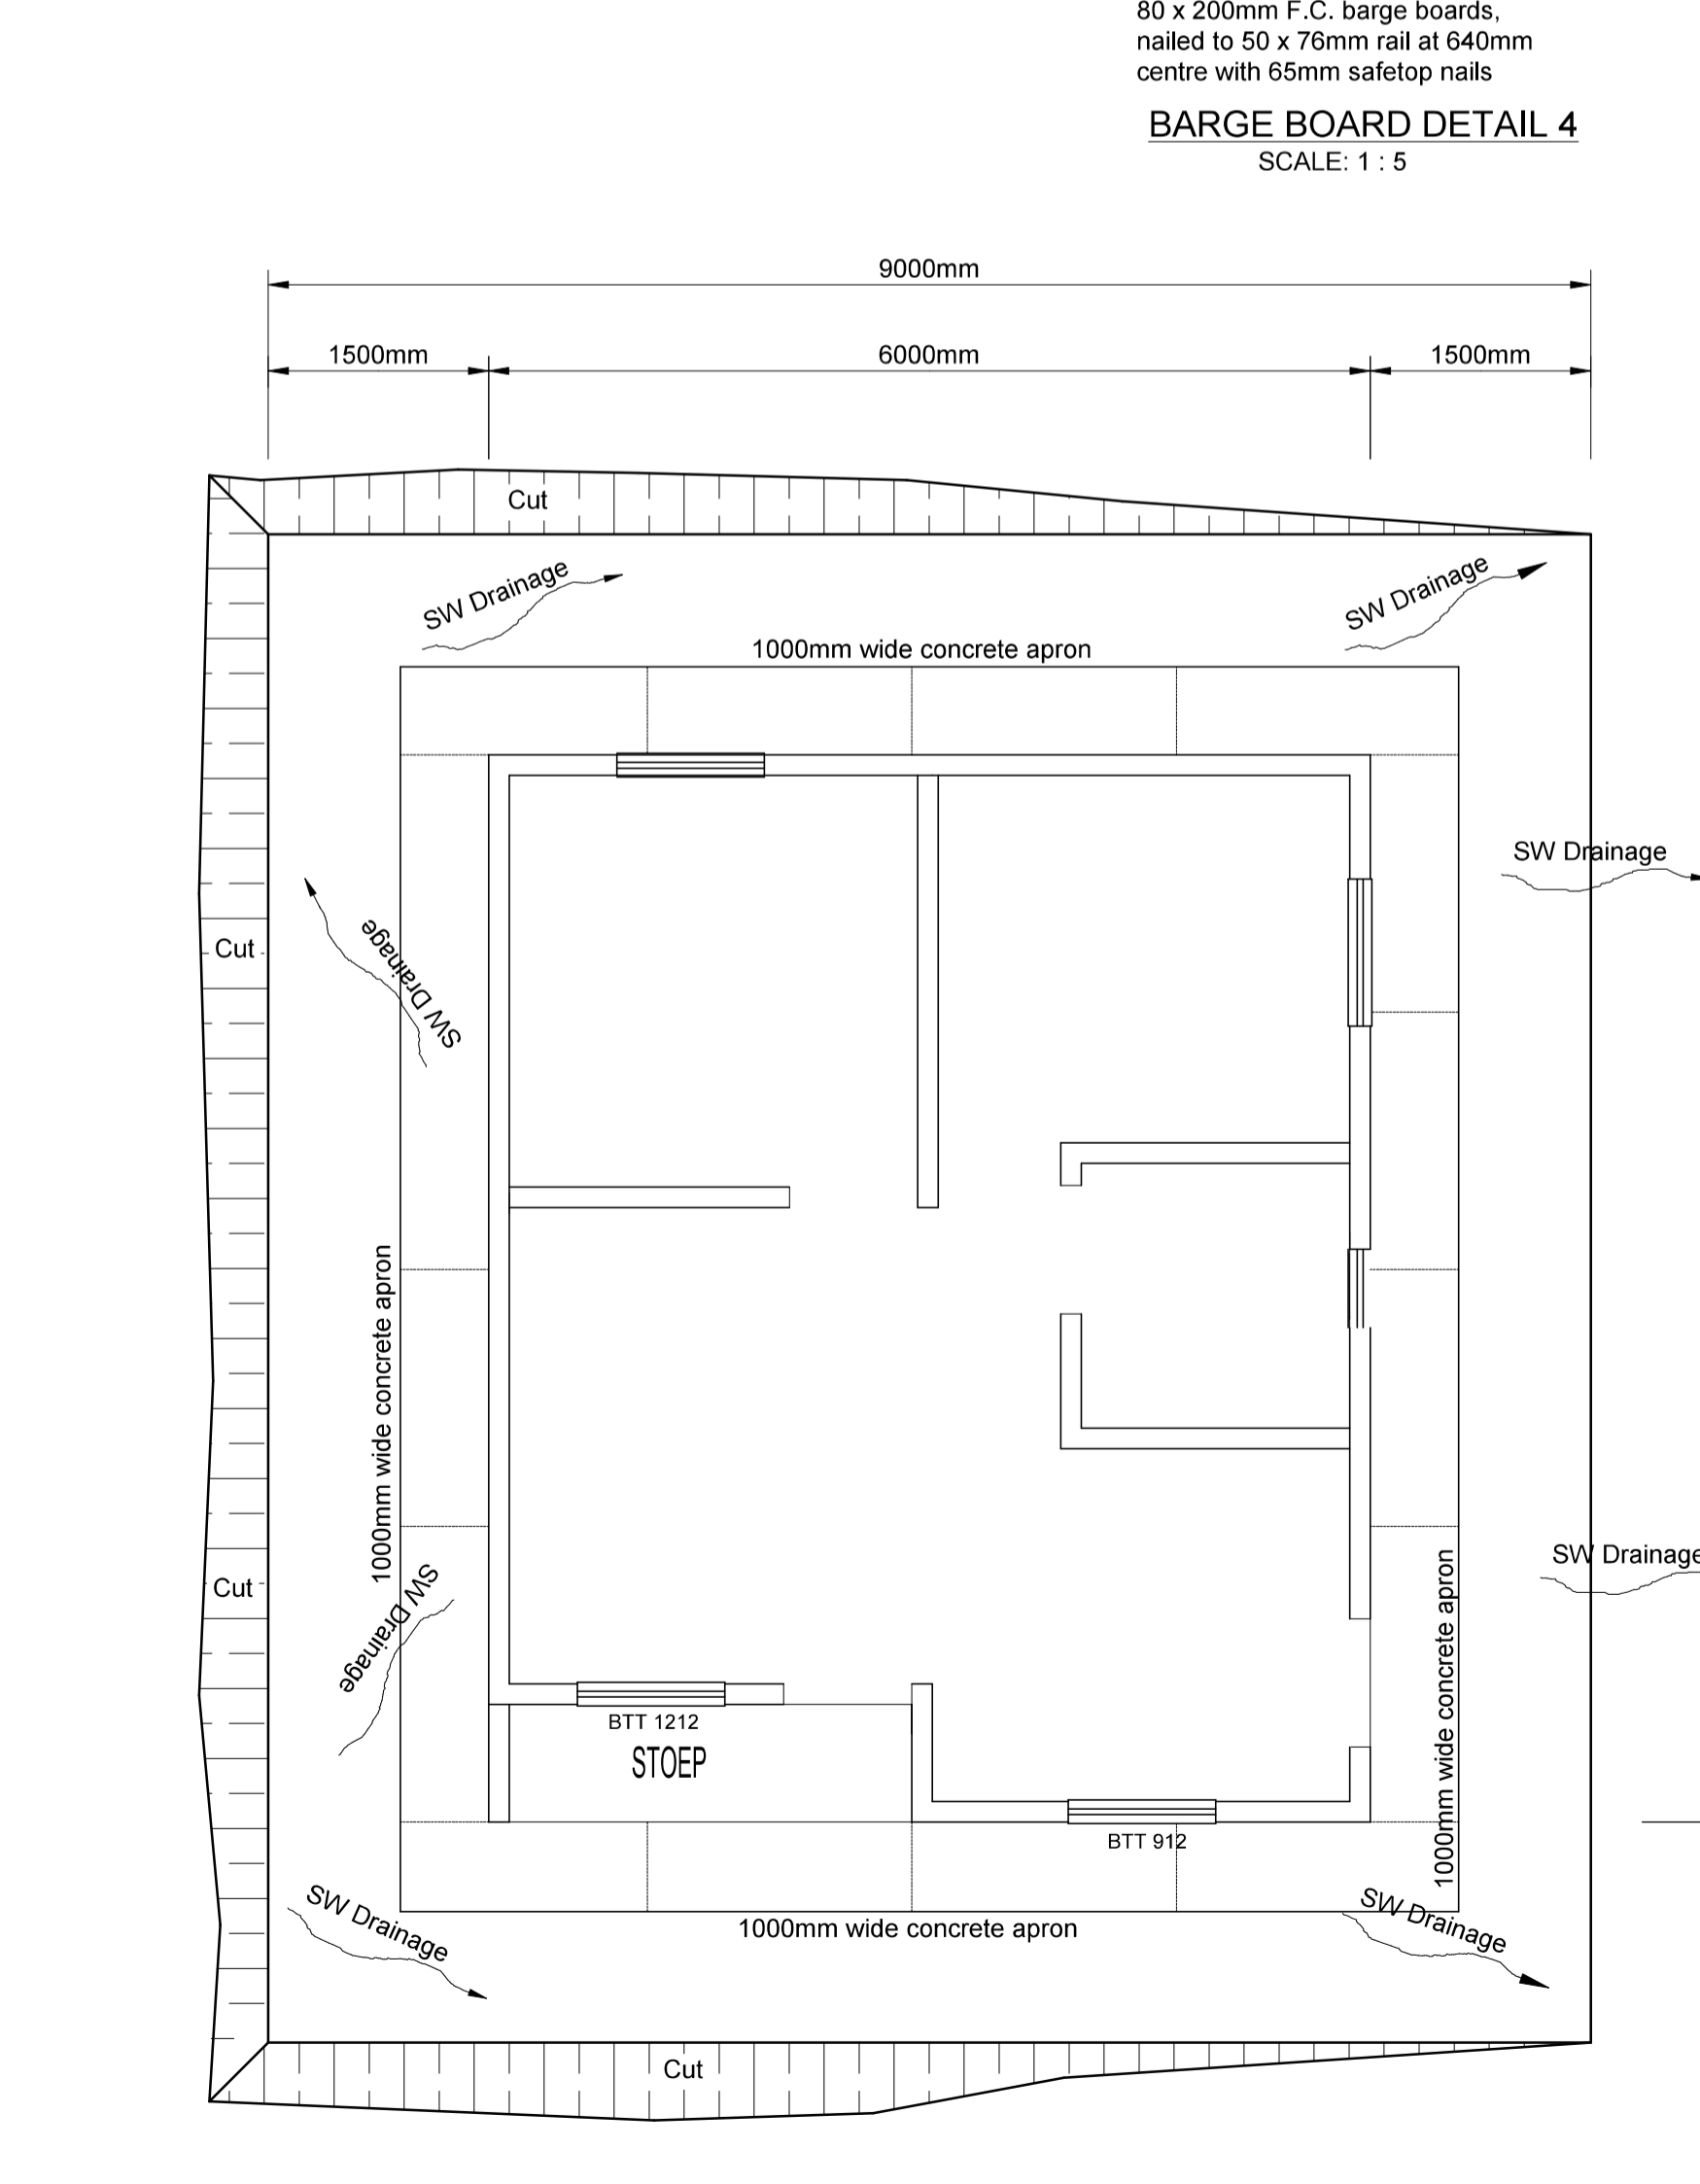 80 x 200mm F.C. barge boards,
nailed to 50 x 76mm rail at 640mm
centre with 65mm safetop nails
BARGE BOARD DETAIL 4
SCALE: 1 : 5
9000mm
1500mm
6000mm
1500mm
Cut
SW Drainage
SW Drainage
1000mm wide concrete apron
SW Drainage
SW Drainage
Cut
1000mm wide concrete apron
SW Drainage
Cut
SW Drainage
1000mm wide concrete apron
BTT 1212
STOEP
BTT 912
SW Drainage
SW Drainage
1000mm wide concrete apron
Cut